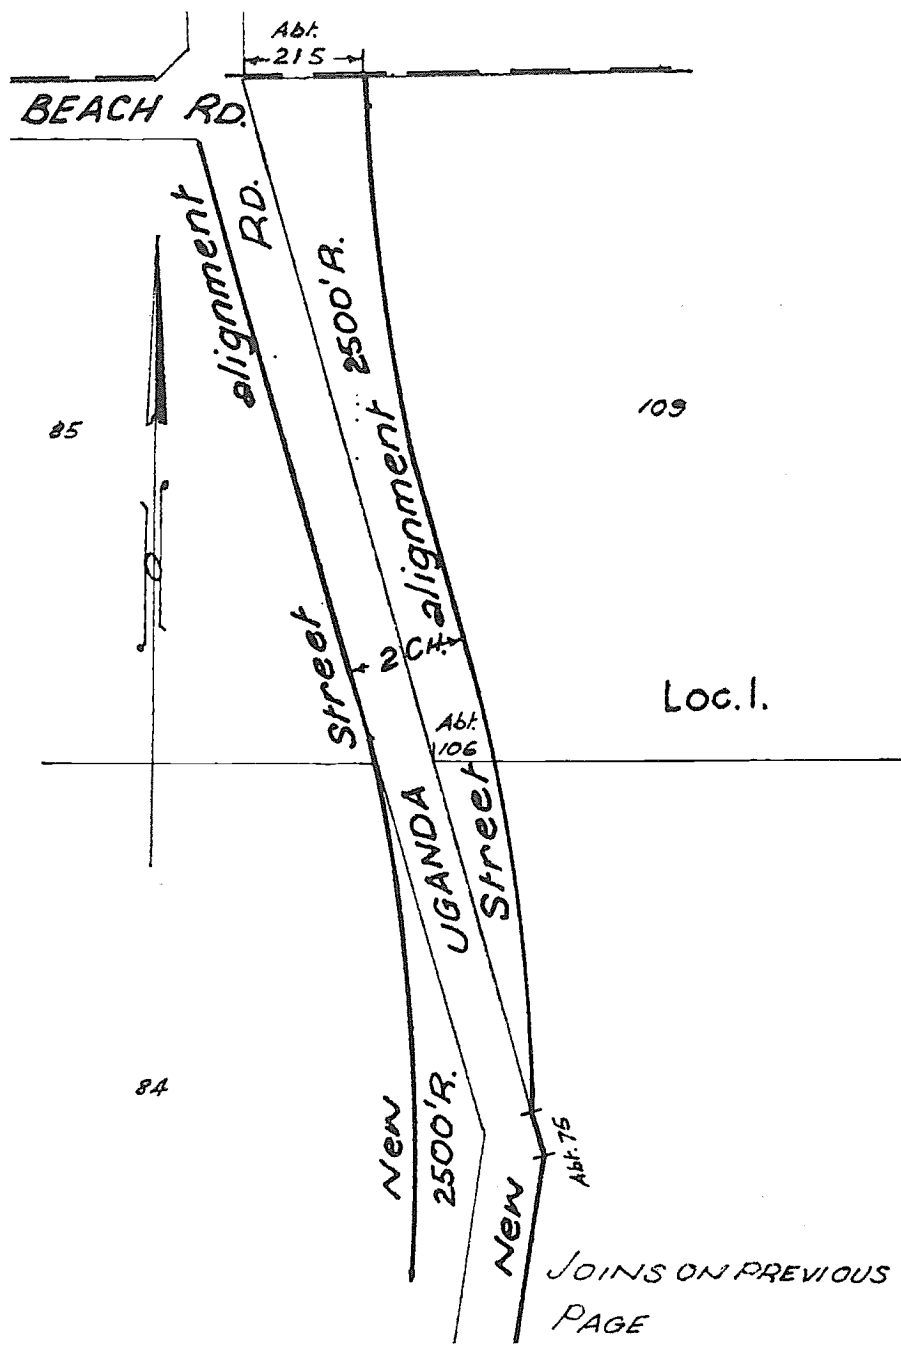 Abt.
215
BEACH RD.
New Street alignment
UGANDA RD.
2500'R.
New Street alignment
85
109
2 CH.
Abt.
106
Loc. I.
84
2500'R.
Abt. 75
JOINS ON PREVIOUS
PAGE